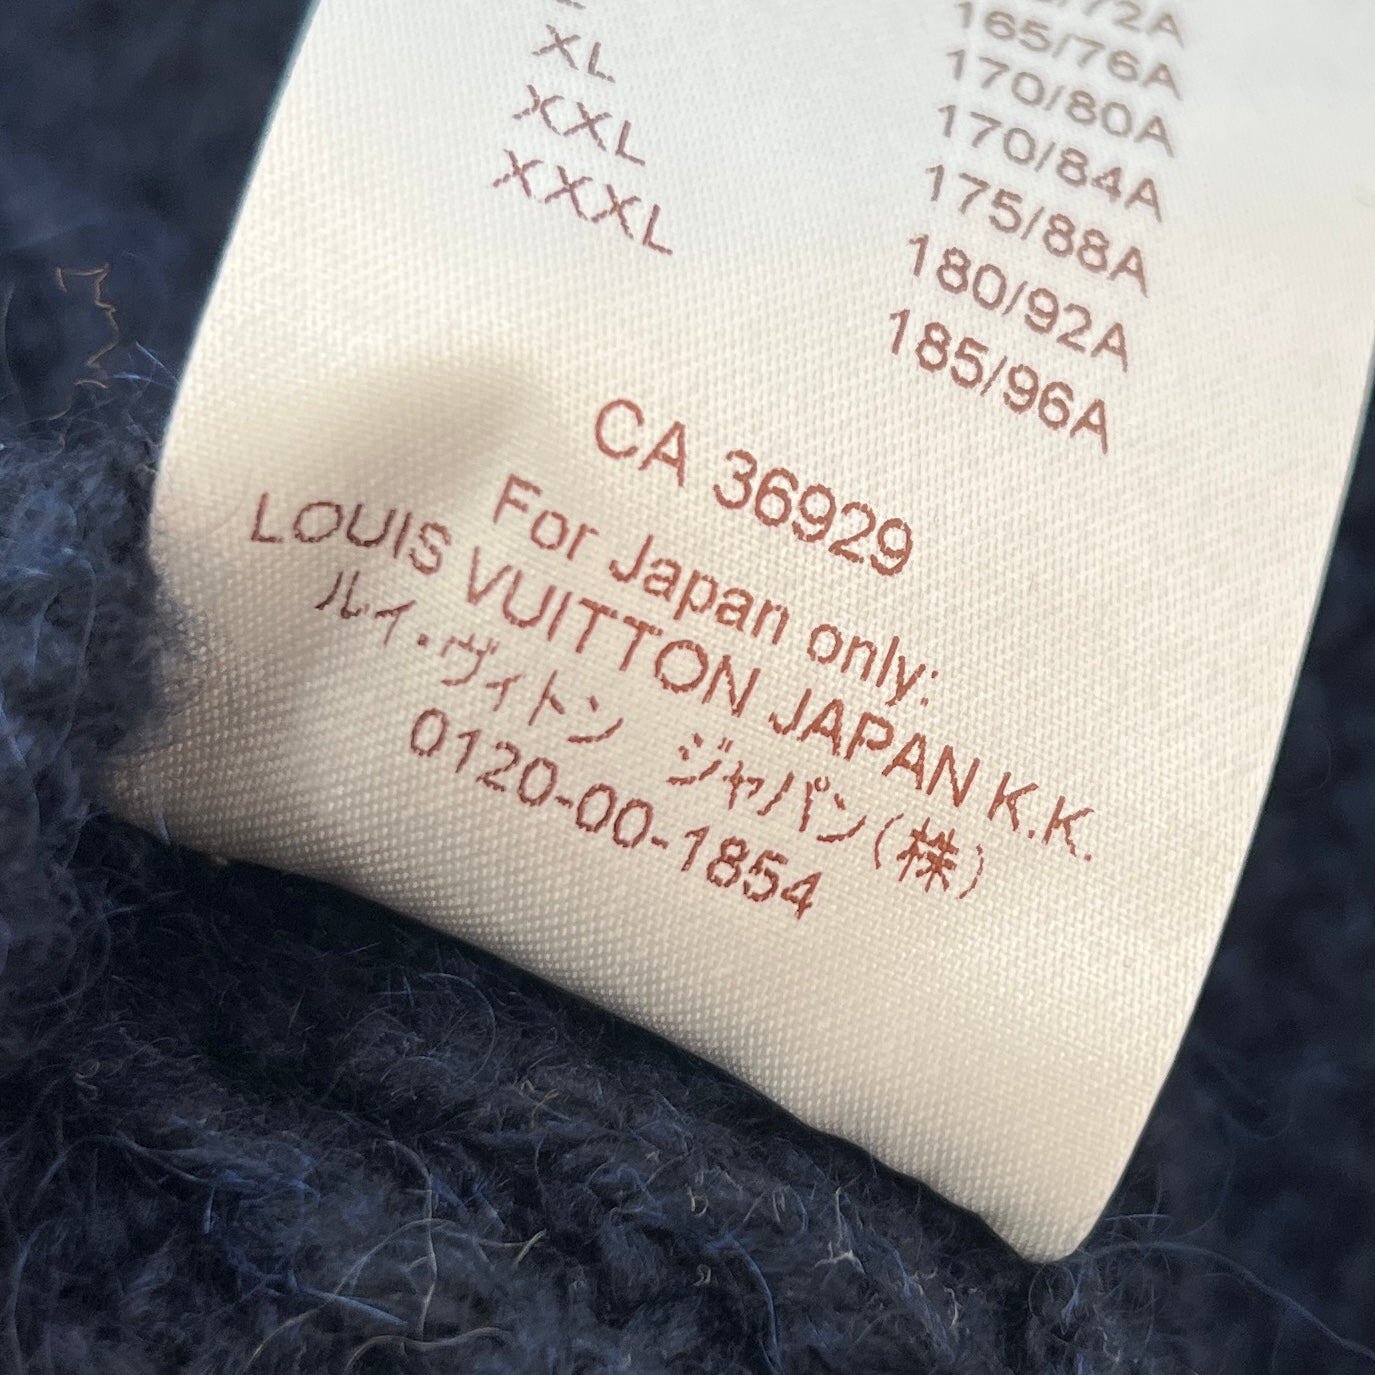 XL
XXL
XXXL
165/76A
170/80A
170/84A
175/88A
180/92A
185/96A
CA 36929
For Japan only:
LOUIS VUITTON JAPAN K.K.
ルイ・ヴィトン ジャパン(株)
0120-00-1854